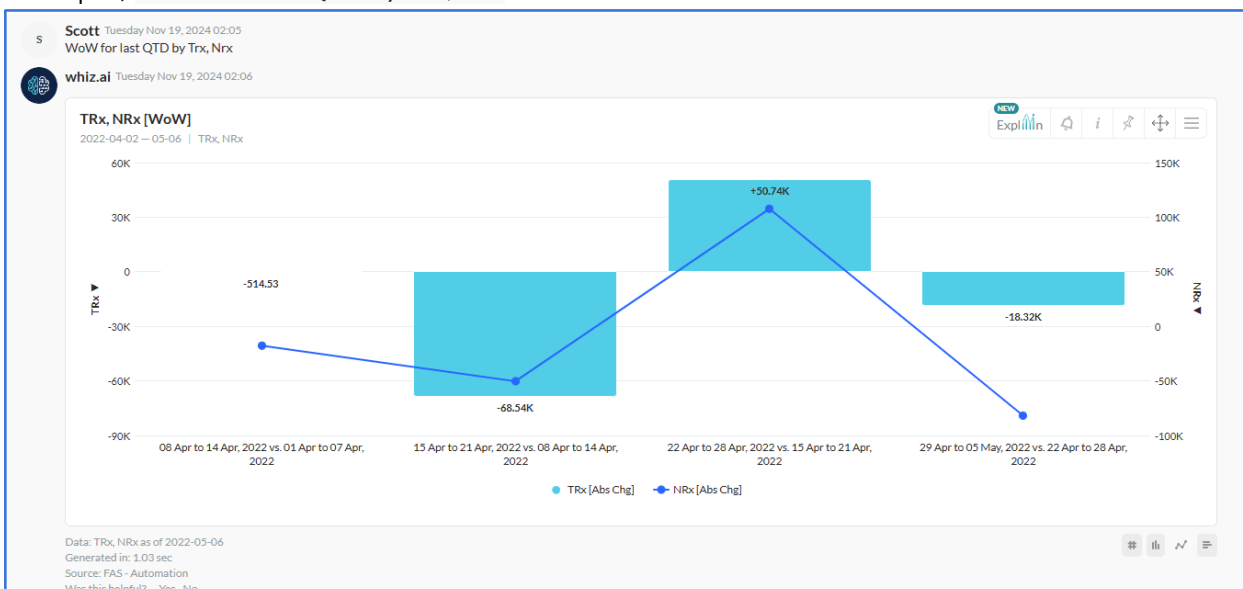 S
Scott Tuesday Nov 19, 2024 02:05
WoW for last QTD by Trx, Nrx
whiz.ai Tuesday Nov 19, 2024 02:06
TRx, NRx [WoW]
2022-04-02 — 05-06 | TRx, NRx
NEW
Explain
i
60K
30K
0
-30K
-60K
-90K
TRx ▼
150K
100K
50K
0
-50K
-100K
NRx ▼
-514.53
-68.54K
+50.74K
-18.32K
08 Apr to 14 Apr, 2022 vs. 01 Apr to 07 Apr,
2022
15 Apr to 21 Apr, 2022 vs. 08 Apr to 14 Apr,
2022
22 Apr to 28 Apr, 2022 vs. 15 Apr to 21 Apr,
2022
29 Apr to 05 May, 2022 vs. 22 Apr to 28 Apr,
2022
TRx [Abs Chg] NRx [Abs Chg]
Data: TRx, NRx as of 2022-05-06
Generated in: 1.03 sec
Source: FAS - Automation
Was this helpful? Yes No